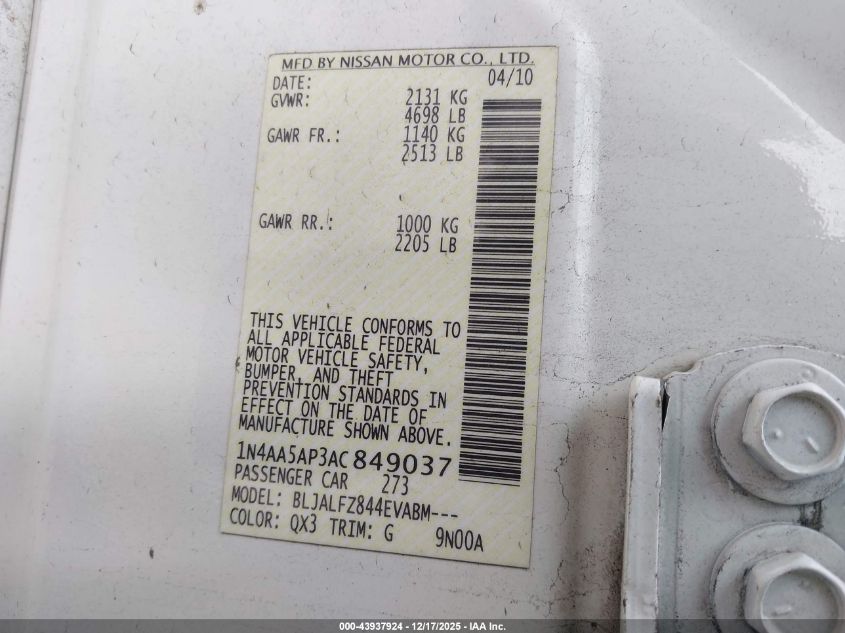 MFD BY NISSAN MOTOR CO., LTD.
DATE: 04/10
GVWR: 2131 KG
4698 LB
GAWR FR.: 1140 KG
2513 LB
GAWR RR.: 1000 KG
2205 LB
THIS VEHICLE CONFORMS TO
ALL APPLICABLE FEDERAL
MOTOR VEHICLE SAFETY,
BUMPER, AND THEFT
PREVENTION STANDARDS IN
EFFECT ON THE DATE OF
MANUFACTURE SHOWN ABOVE.
1N4AA5AP3AC849037
PASSENGER CAR 273
MODEL: BLJALFZ844EVABM---
COLOR: QX3 TRIM: G 9N00A
000-43937924 - 12/17/2025 - IAA Inc.